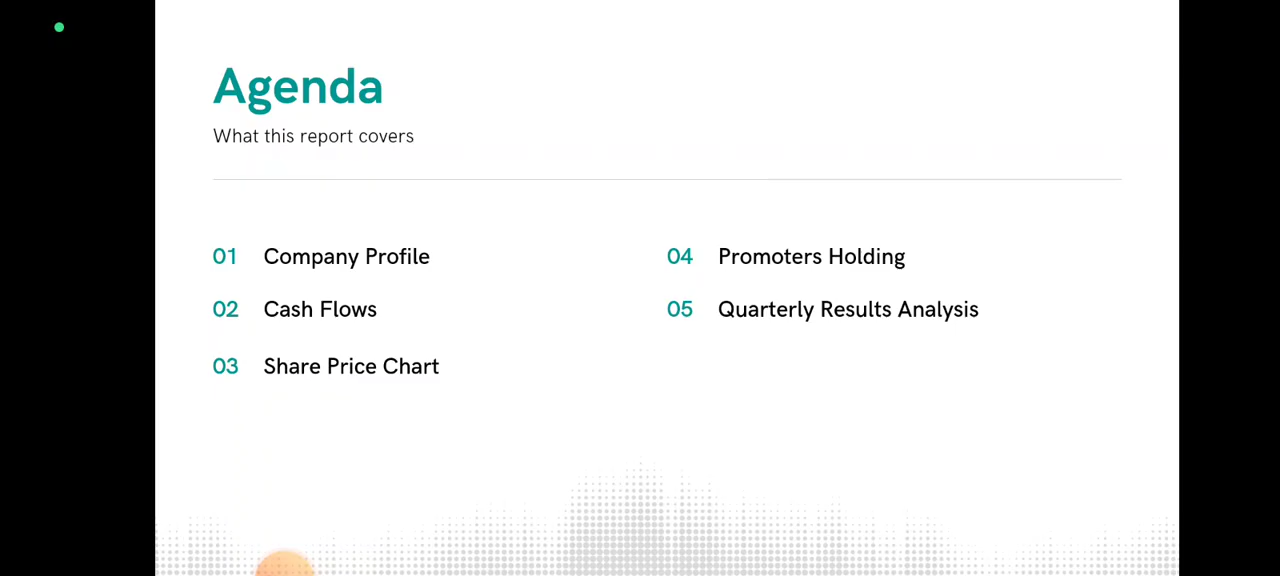 Agenda
What this report covers
01 Company Profile
02 Cash Flows
03 Share Price Chart
04 Promoters Holding
05 Quarterly Results Analysis